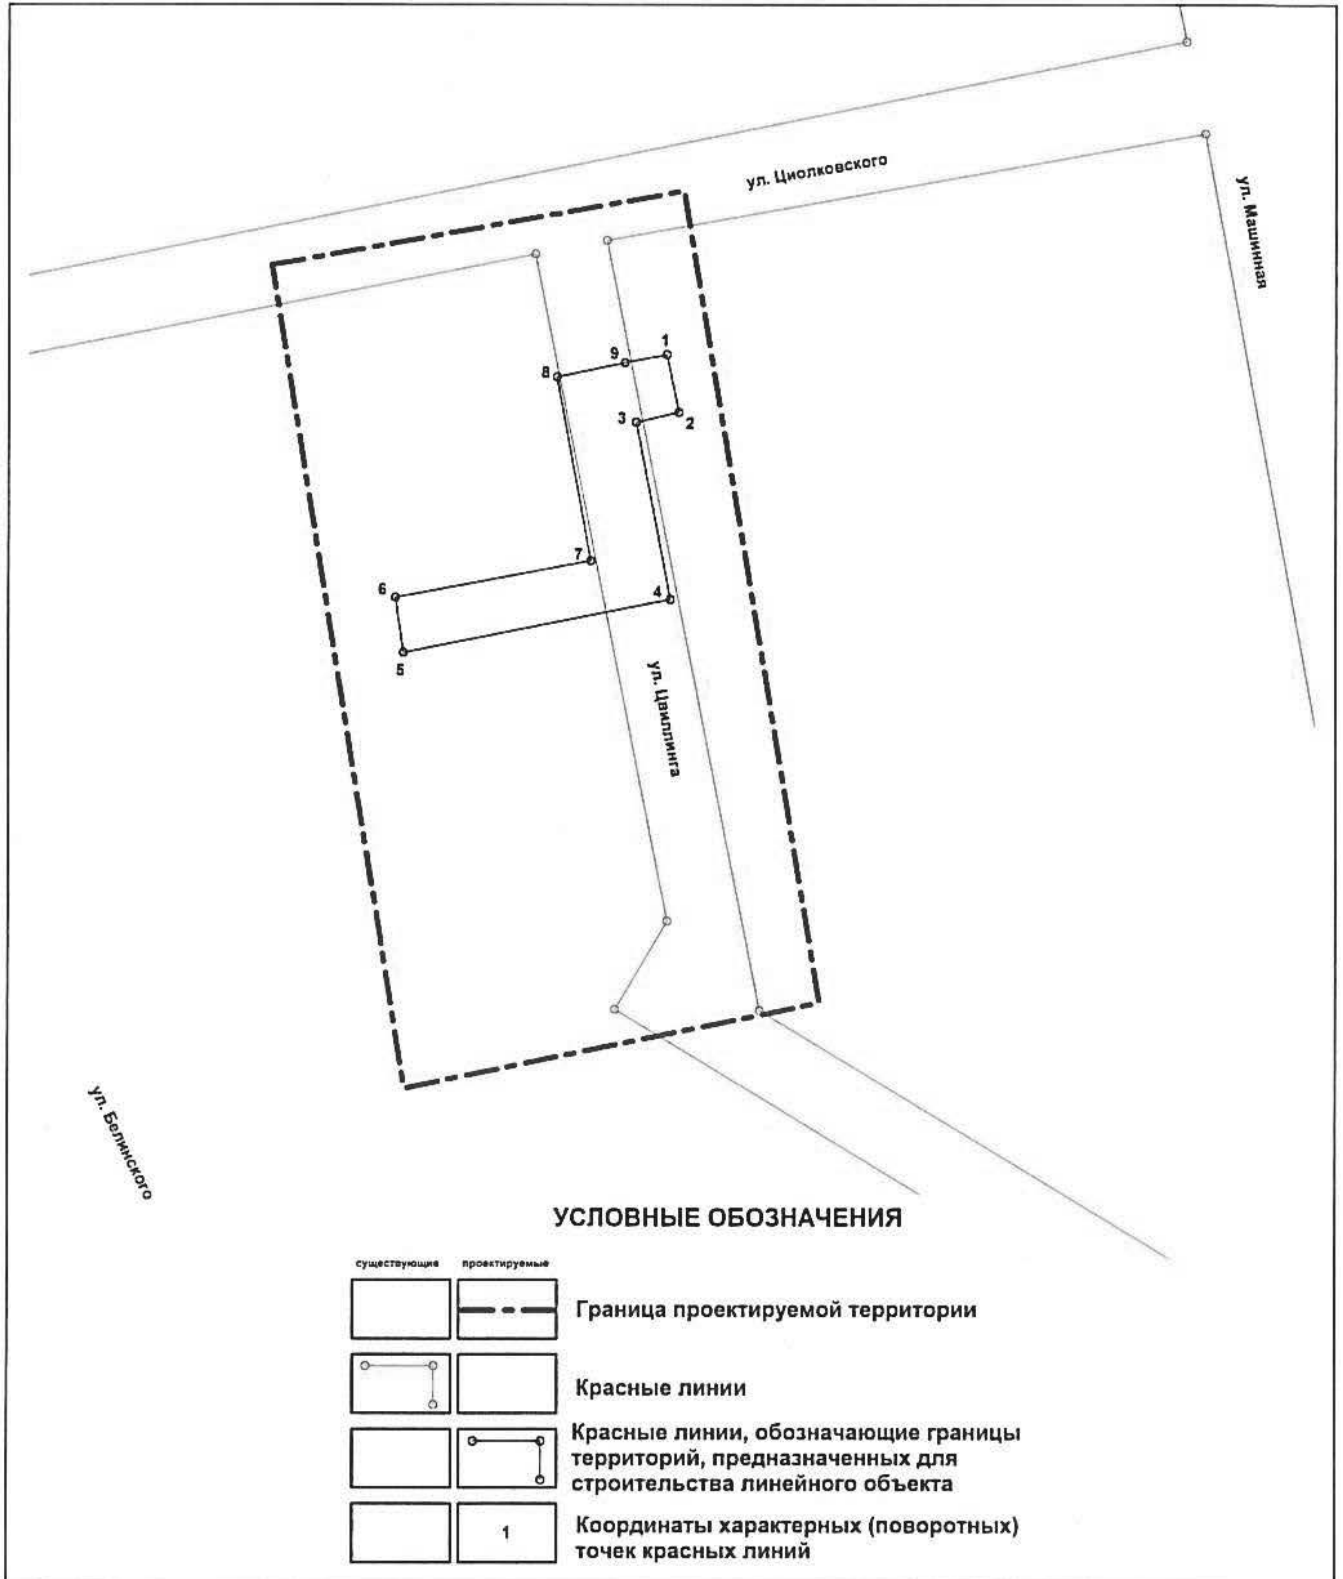 ул. Циолковского
ул. Машинная
1
9
8
3
2
7
6
4
5
ул. Цвиллинга
ул. Белинского
УСЛОВНЫЕ ОБОЗНАЧЕНИЯ
существующие проектируемые
Граница проектируемой территории
Красные линии
Красные линии, обозначающие границы
территорий, предназначенных для
строительства линейного объекта
1
Координаты характерных (поворотных)
точек красных линий